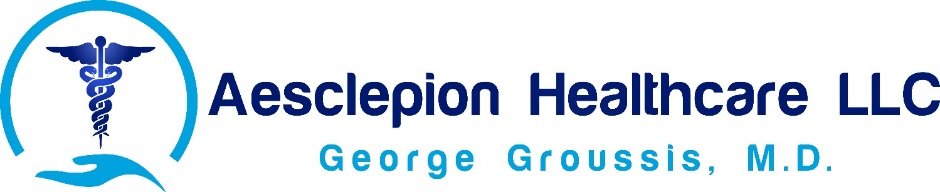 Aesclepion Healthcare LLC
George Groussis, M.D.